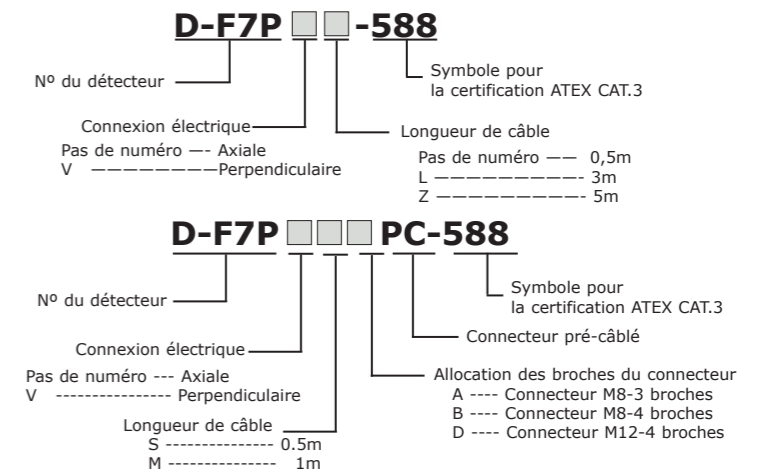 D-F7P -588
Symbole pour
la certification ATEX CAT.3
Nº du détecteur
Connexion électrique
Pas de numéro —- Axiale
V ————————Perpendiculaire
Longueur de câble
Pas de numéro —— 0,5m
L —————————- 3m
Z —————————- 5m
D-F7P PC-588
Nº du détecteur
Symbole pour
la certification ATEX CAT.3
Connecteur pré-câblé
Connexion électrique
Pas de numéro --- Axiale
V ---------------- Perpendiculaire
Allocation des broches du connecteur
A ---- Connecteur M8-3 broches
B ---- Connecteur M8-4 broches
D ---- Connecteur M12-4 broches
Longueur de câble
S --------------- 0.5m
M --------------- 1m